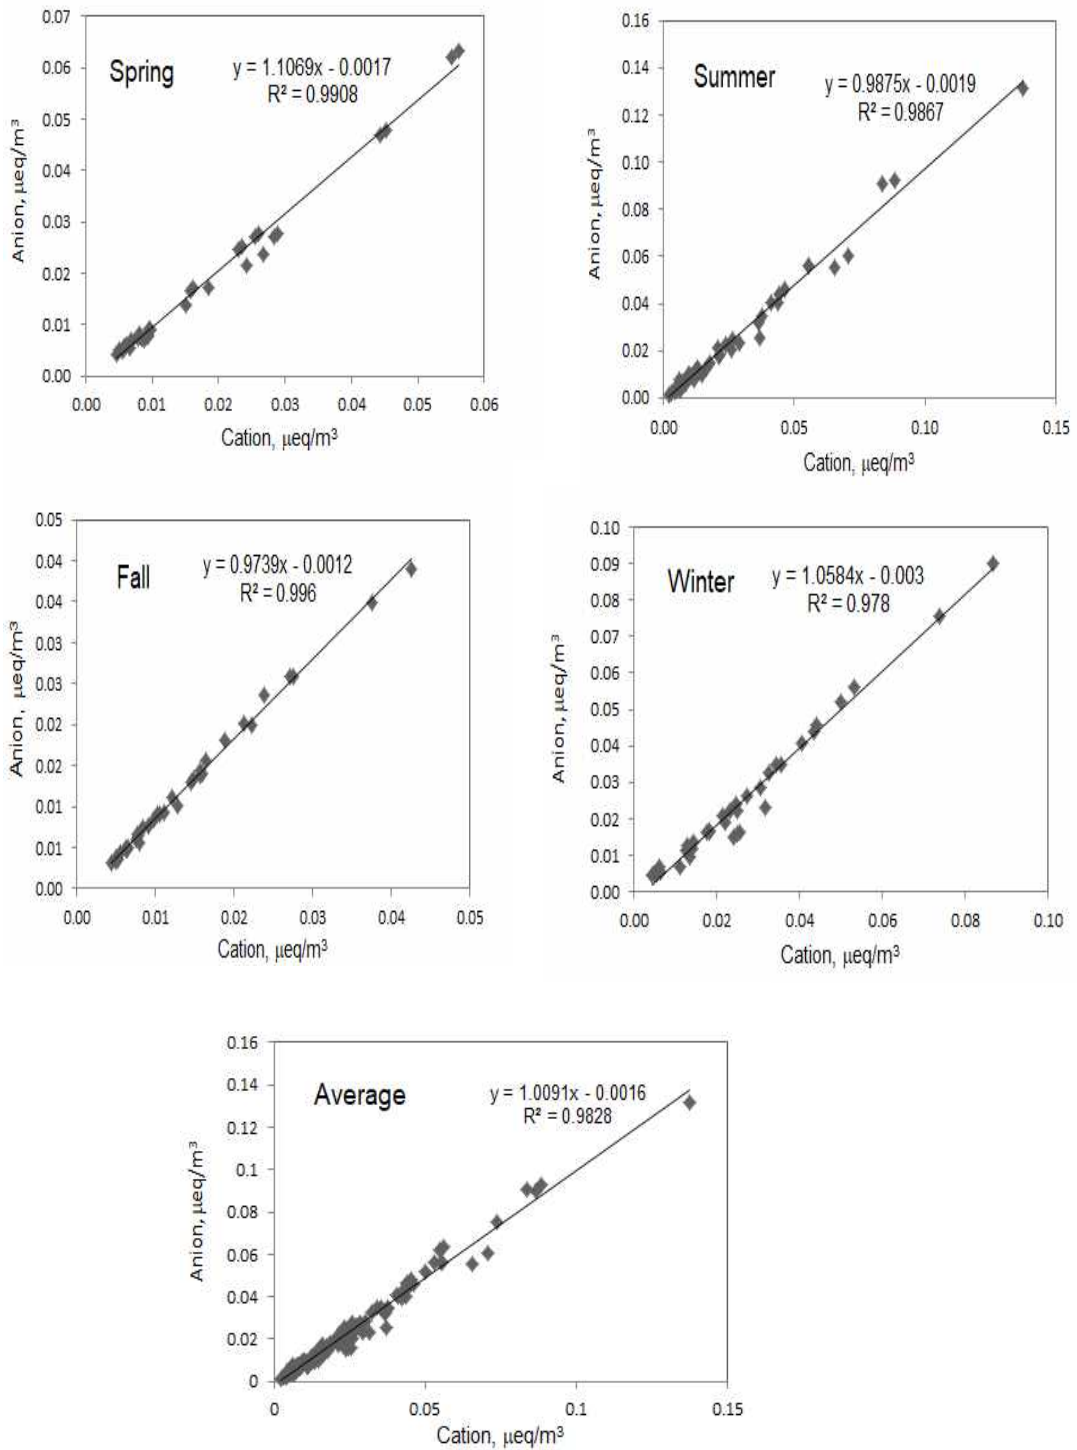 0.07
0.06
0.05
0.04
0.03
0.02
0.01
0.00
Anion, μeq/m³
Spring
y = 1.1069x - 0.0017
R² = 0.9908
0.00 0.01 0.02 0.03 0.04 0.05 0.06
Cation, μeq/m³
0.16
0.14
0.12
0.10
0.08
0.06
0.04
0.02
0.00
Anion, μeq/m³
Summer
y = 0.9875x - 0.0019
R² = 0.9867
0.00 0.05 0.10 0.15
Cation, μeq/m³
0.05
0.04
0.04
0.03
0.03
0.02
0.02
0.01
0.01
0.00
Anion, μeq/m³
Fall
y = 0.9739x - 0.0012
R² = 0.996
0.00 0.01 0.02 0.03 0.04 0.05
Cation, μeq/m³
0.10
0.09
0.08
0.07
0.06
0.05
0.04
0.03
0.02
0.01
0.00
Anion, μeq/m³
Winter
y = 1.0584x - 0.003
R² = 0.978
0.00 0.02 0.04 0.06 0.08 0.10
Cation, μeq/m³
0.16
0.14
0.12
0.1
0.08
0.06
0.04
0.02
0
Anion, μeq/m³
Average
y = 1.0091x - 0.0016
R² = 0.9828
0 0.05 0.1 0.15
Cation, μeq/m³